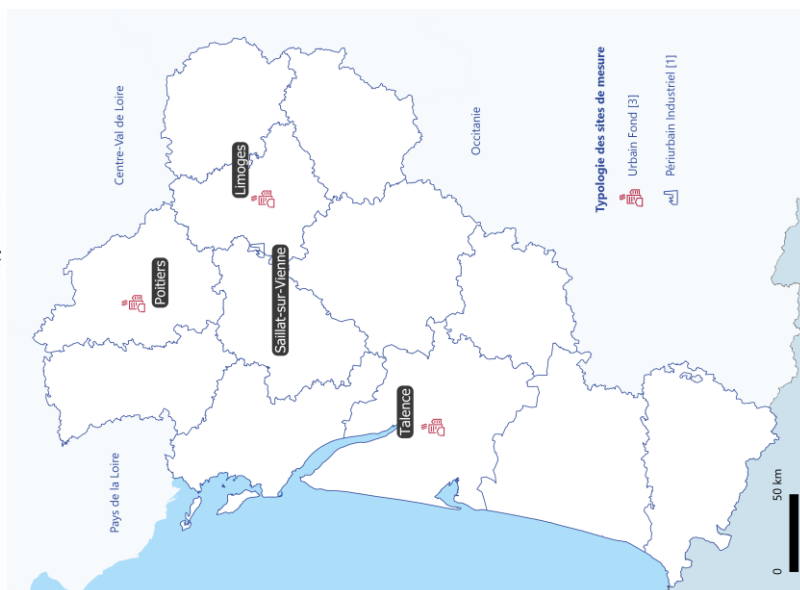 Pays de la Loire
Centre-Val de Loire
Poitiers
Limoges
Saillat-sur-Vienne
Talence
Occitanie
Typologie des sites de mesure
Urbain Fond [3]
Périurbain Industriel [1]
0
50 km